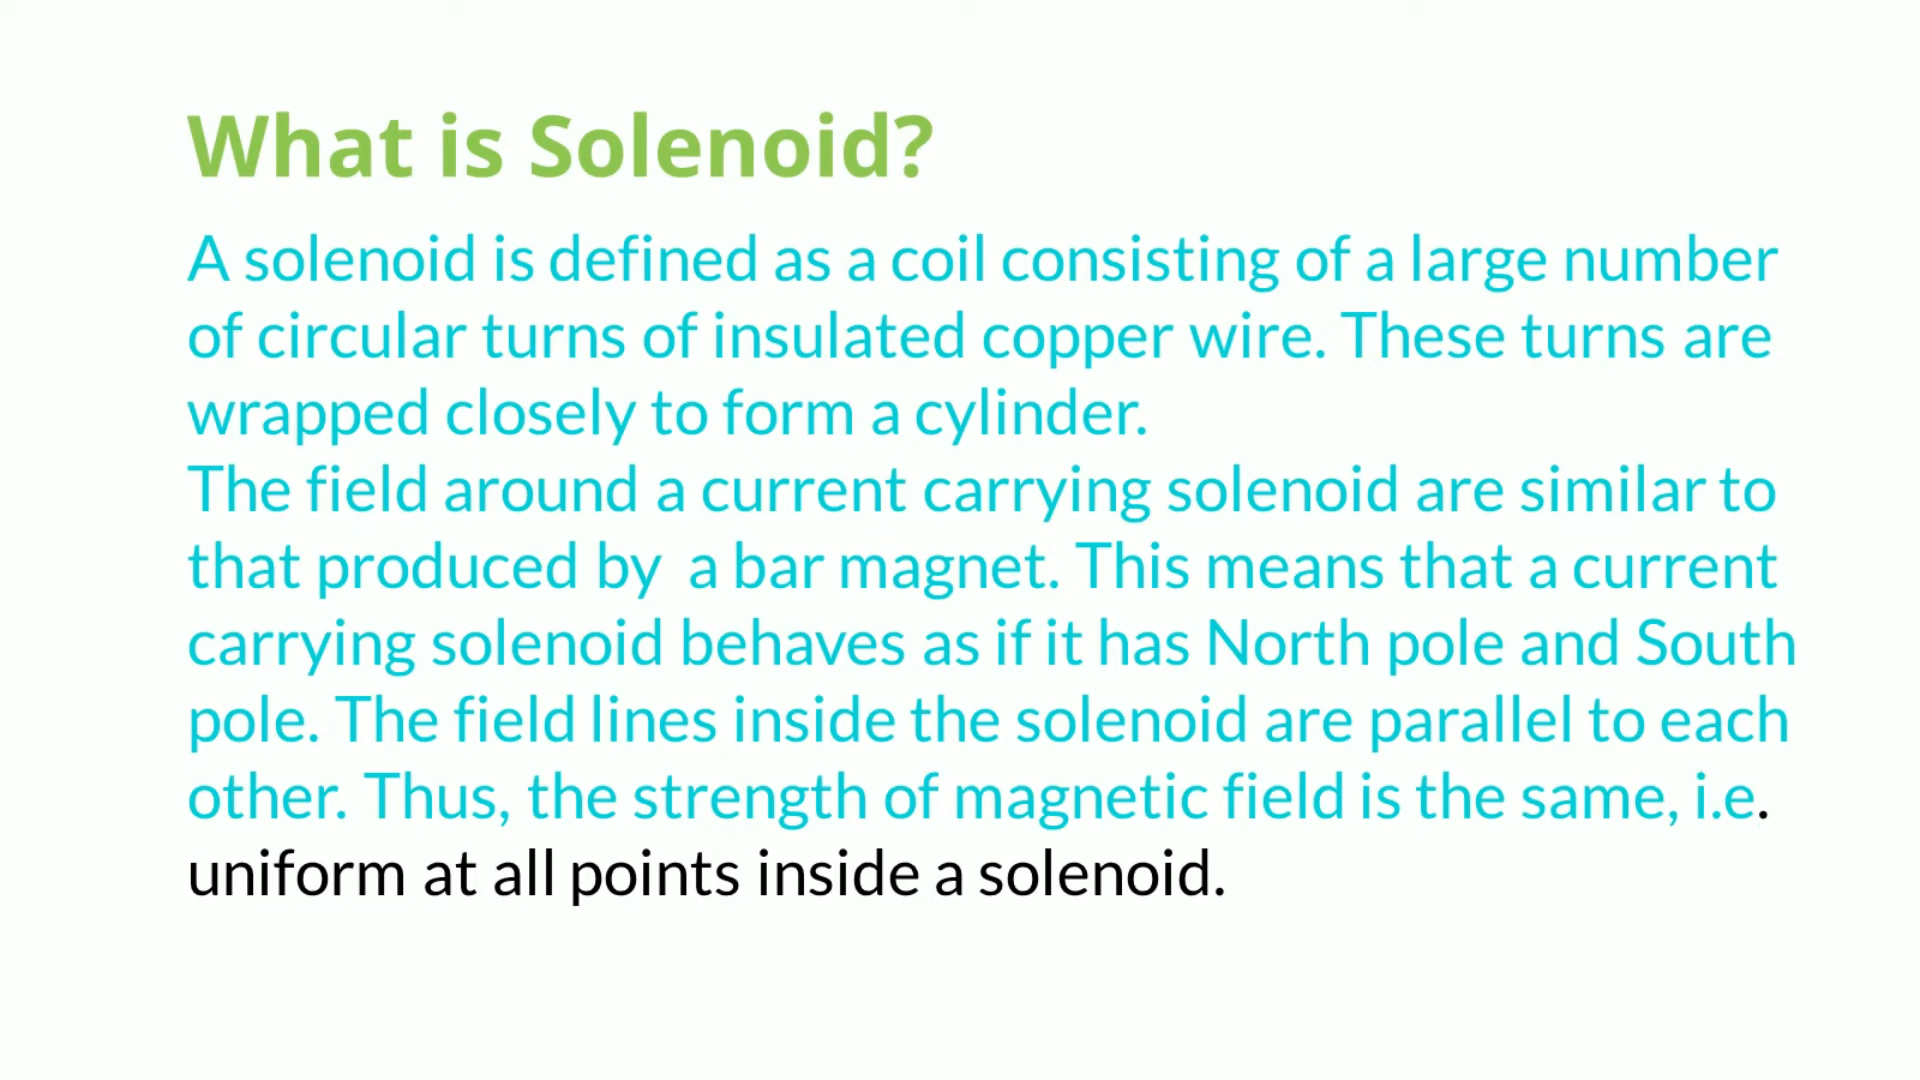 What is Solenoid?
A solenoid is defined as a coil consisting of a large number
of circular turns of insulated copper wire. These turns are
wrapped closely to form a cylinder.
The field around a current carrying solenoid are similar to
that produced by  a bar magnet. This means that a current
carrying solenoid behaves as if it has North pole and South
pole. The field lines inside the solenoid are parallel to each
other. Thus, the strength of magnetic field is the same, i.e.
uniform at all points inside a solenoid.